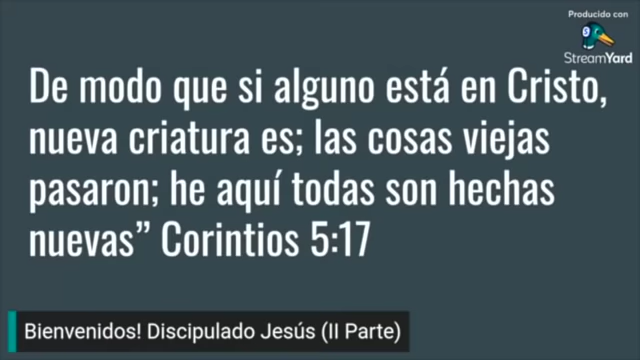 Producido con
StreamYard
De modo que si alguno está en Cristo,
nueva criatura es; las cosas viejas
pasaron; he aquí todas son hechas
nuevas” Corintios 5:17
Bienvenidos! Discipulado Jesús (II Parte)